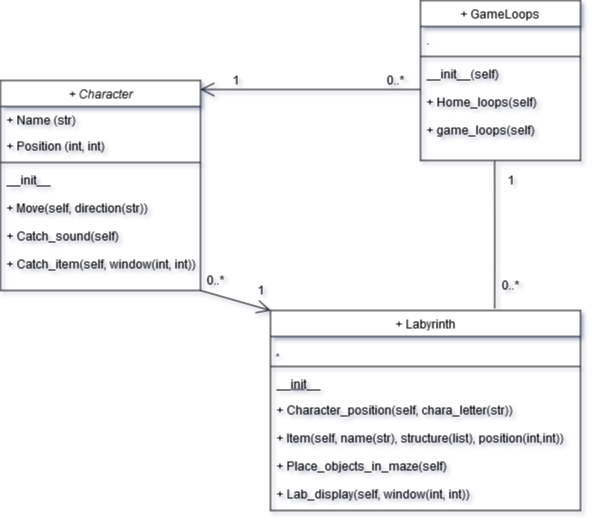 + GameLoops
.
__init__(self)
+ Home_loops(self)
+ game_loops(self)
1
0..*
+ Character
+ Name (str)
+ Position (int, int)
__init__
+ Move(self, direction(str))
+ Catch_sound(self)
+ Catch_item(self, window(int, int))
1
0..*
0..*
1
+ Labyrinth
.
__init__
+ Character_position(self, chara_letter(str))
+ Item(self, name(str), structure(list), position(int,int))
+ Place_objects_in_maze(self)
+ Lab_display(self, window(int, int))